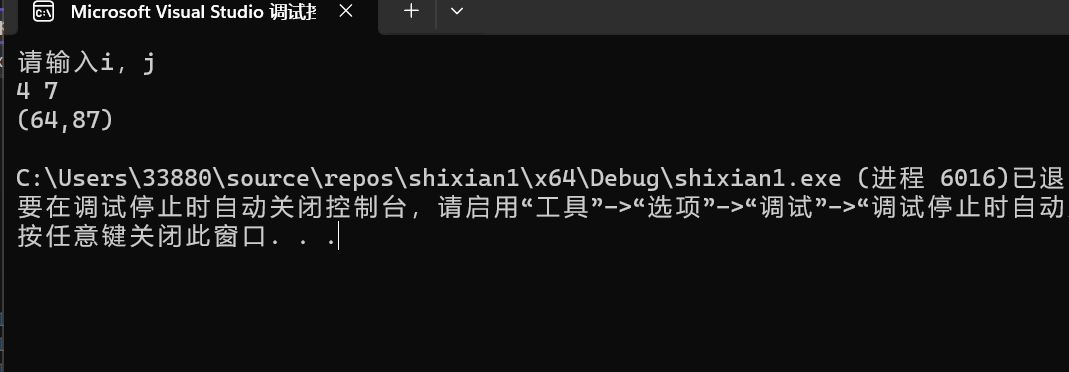 Microsoft Visual Studio 调试
请输入i，j
4 7
(64,87)
C:\Users\33880\source\repos\shixian1\x64\Debug\shixian1.exe (进程 6016)已退
要在调试停止时自动关闭控制台，请启用“工具”->“选项”->“调试”->“调试停止时自动
按任意键关闭此窗口. . .